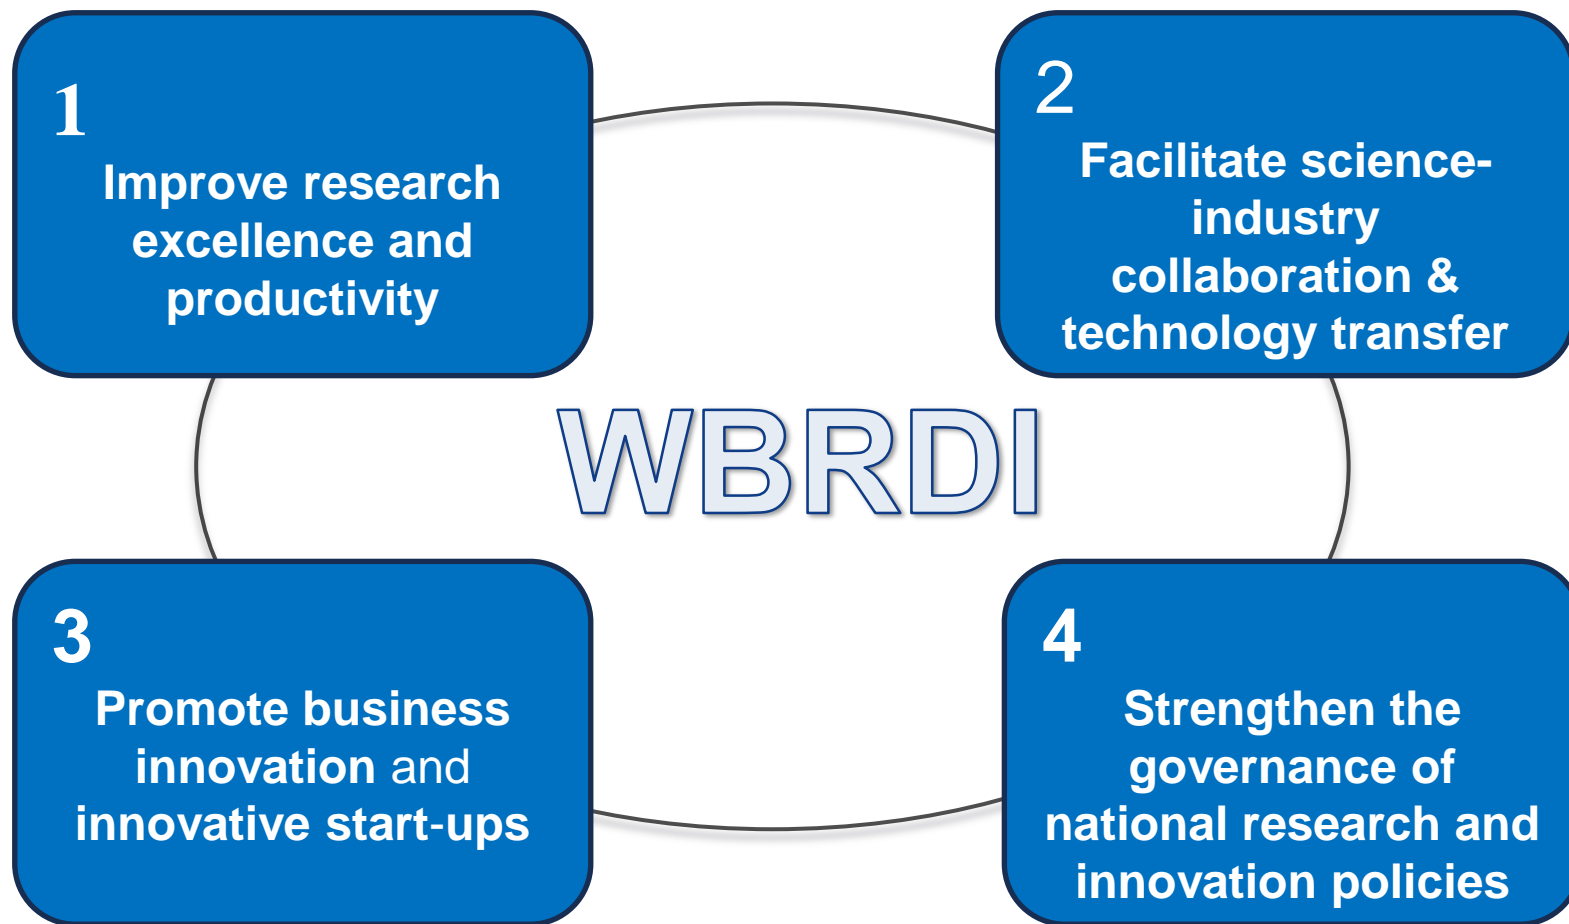 1
Improve research
excellence and
productivity
2
Facilitate science-
industry
collaboration &
technology transfer
WBRDI
3
Promote business
innovation and
innovative start-ups
4
Strengthen the
governance of
national research and
innovation policies